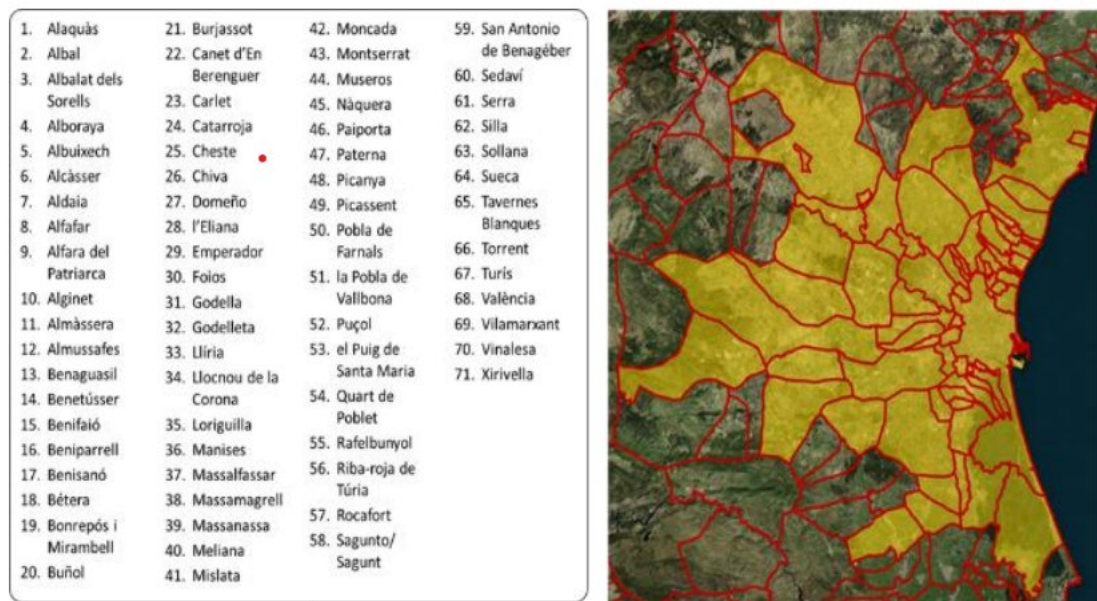 1. Alaquàs
2. Albal
3. Albalat dels
Sorells
4. Alboraya
5. Albuixech
6. Alcàsser
7. Aldaia
8. Alfafar
9. Alfara del
Patriarca
10. Alginet
11. Almàssera
12. Almussafes
13. Benaguasil
14. Benetússer
15. Benifaió
16. Beniparrell
17. Benisanó
18. Bétera
19. Bonrepós i
Mirambell
20. Buñol
21. Burjassot
22. Canet d'En
Berenguer
23. Carlet
24. Catarroja
25. Cheste
26. Chiva
27. Domeño
28. l'Eliana
29. Emperador
30. Foios
31. Godella
32. Godelleta
33. Llíria
34. Llocnou de la
Corona
35. Loriguilla
36. Manises
37. Massalfassar
38. Massamagrell
39. Massanassa
40. Meliana
41. Mislata
42. Moncada
43. Montserrat
44. Museros
45. Nàquera
46. Paiporta
47. Paterna
48. Picanya
49. Picassent
50. Pobla de
Farnals
51. la Pobla de
Vallbona
52. Puçol
53. el Puig de
Santa Maria
54. Quart de
Poblet
55. Rafelbunyol
56. Riba-roja de
Túria
57. Rocafort
58. Sagunto/
Sagunt
59. San Antonio
de Benagéber
60. Sedaví
61. Serra
62. Silla
63. Sollana
64. Sueca
65. Tavernes
Blanques
66. Torrent
67. Turís
68. València
69. Vilamarxant
70. Vinalesa
71. Xirivella